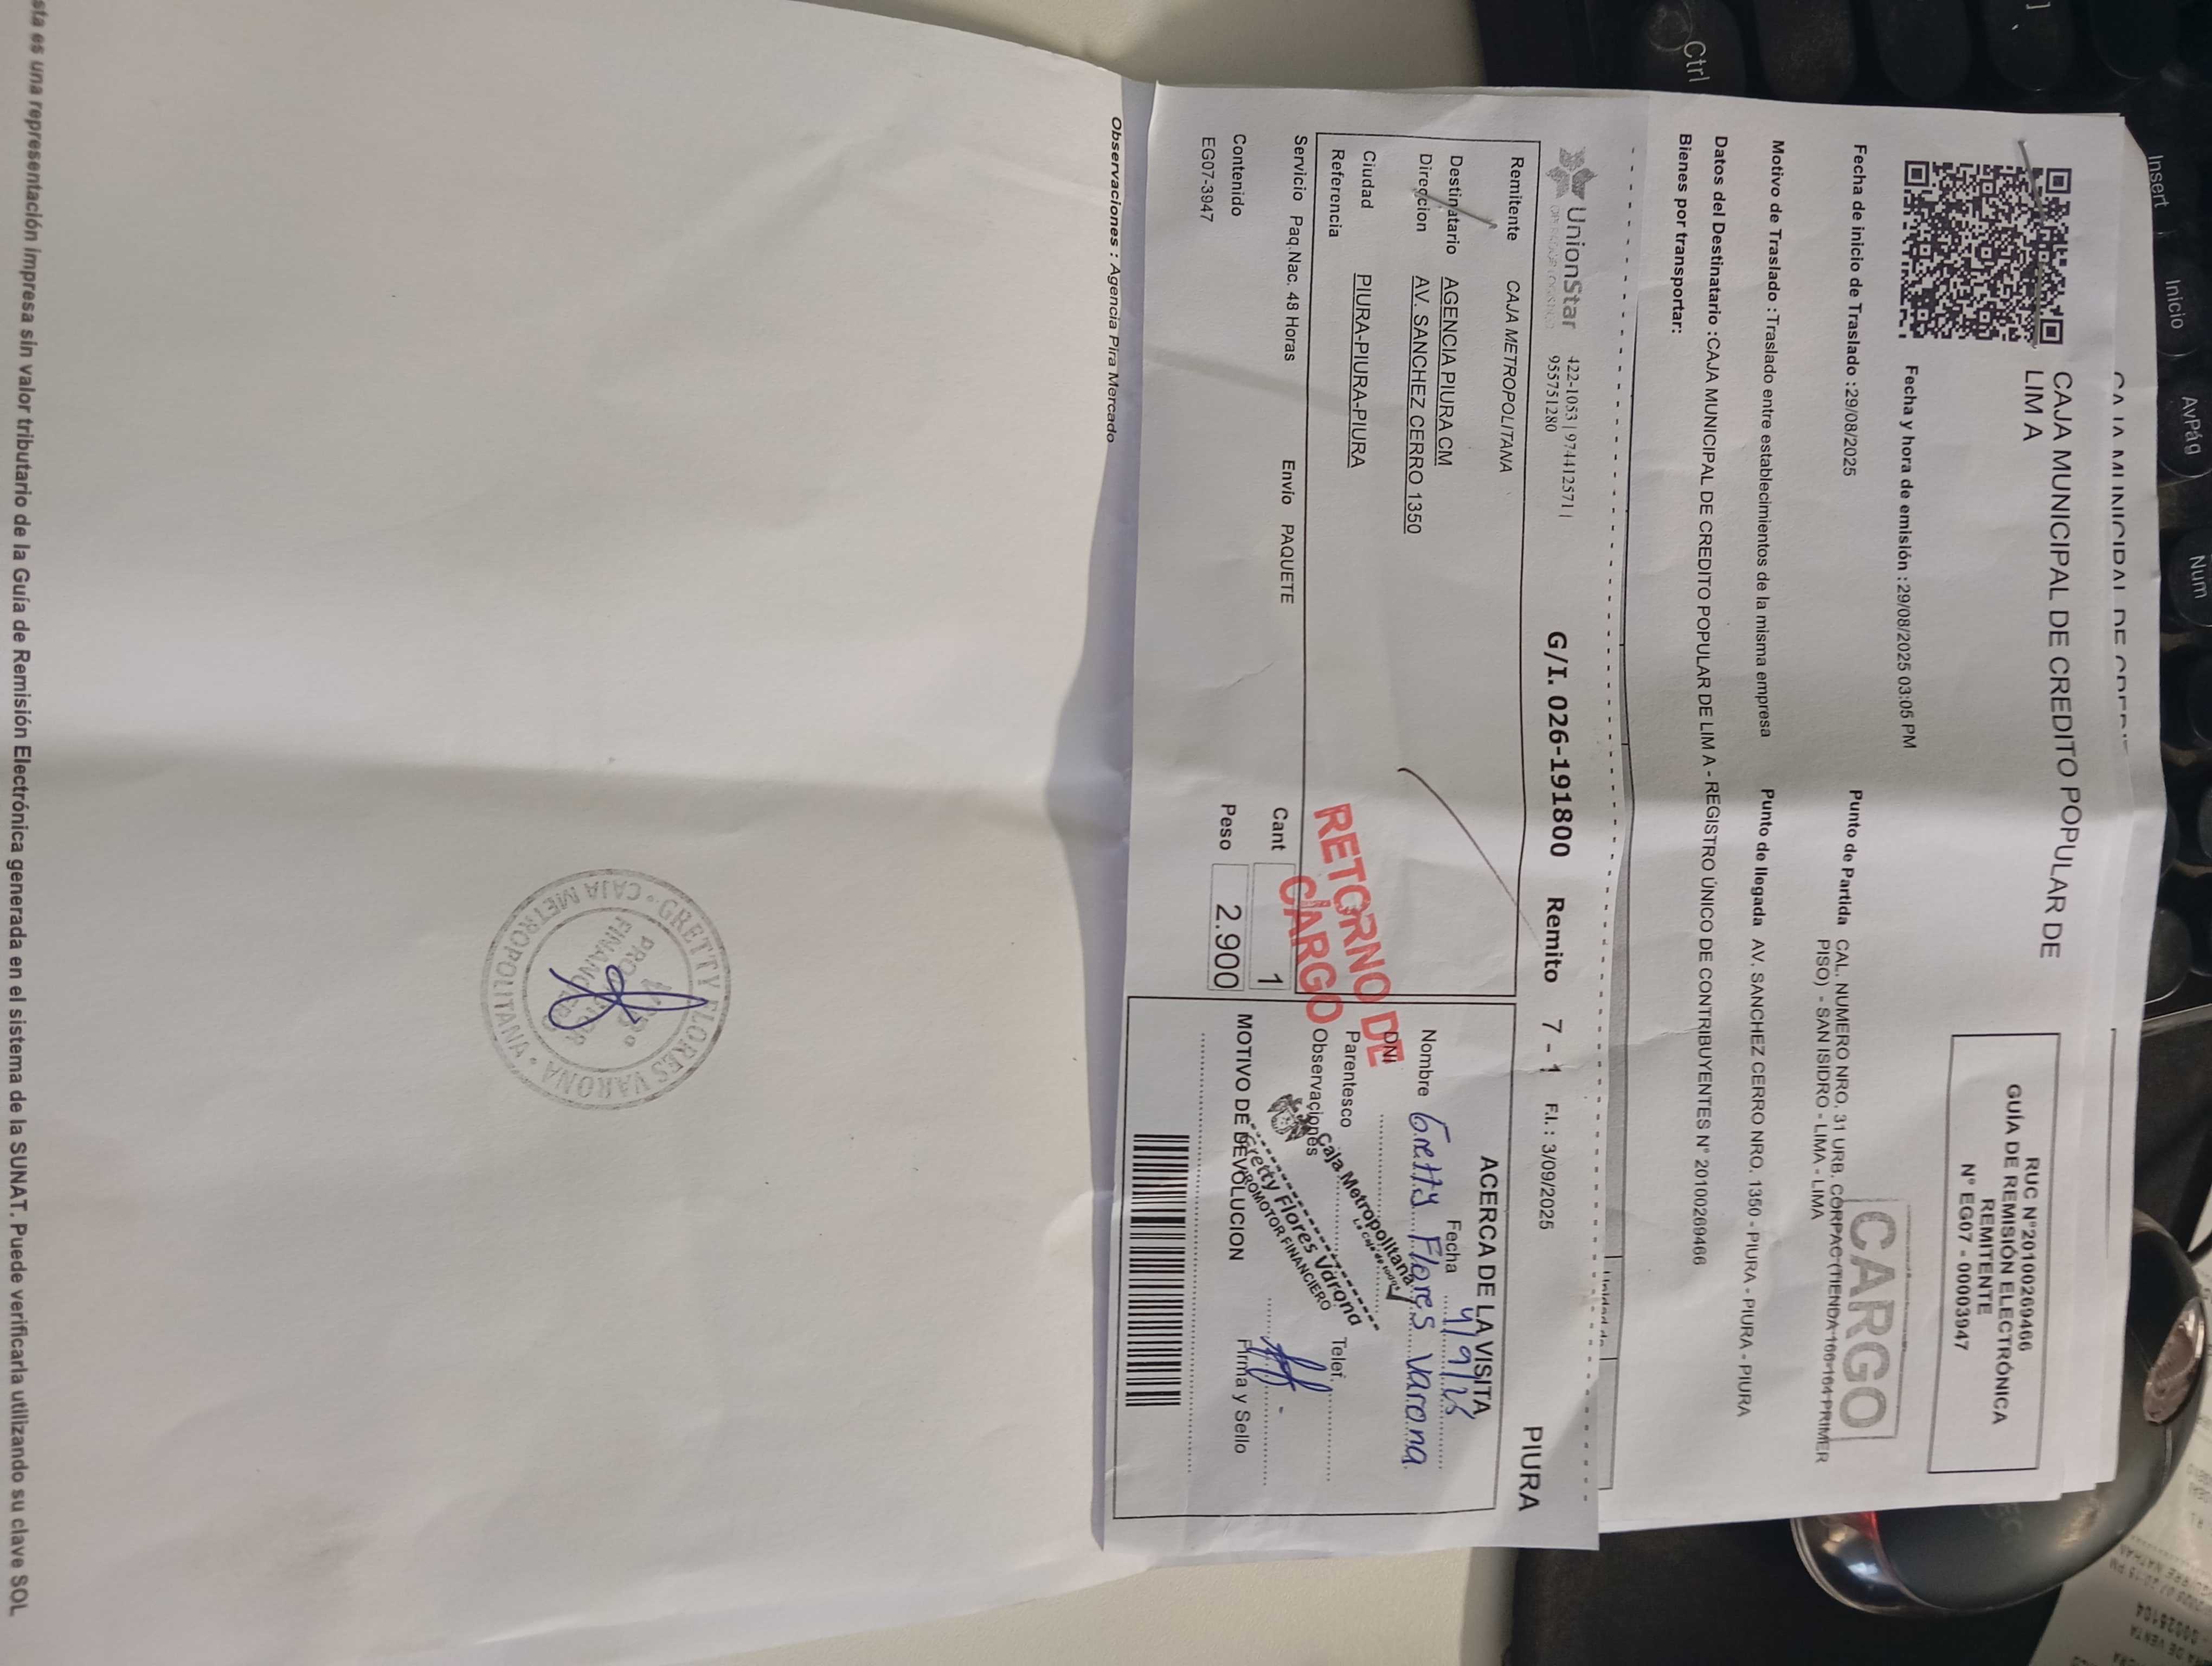 CAJA MUNICIPAL DE CREDITO POPULAR DE
LIM A
RUC N°20100269466
GUÍA DE REMISIÓN ELECTRÓNICA
REMITENTE
N° EG07 - 00003947
Fecha y hora de emisión : 29/08/2025 03:05 PM
CARGO
Fecha de inicio de Traslado :29/08/2025
Punto de Partida CAL. NUMERO NRO. 31 URB. CORPAC (TIENDA 100-104 PRIMER
PISO) - SAN ISIDRO - LIMA - LIMA
Motivo de Traslado :Traslado entre establecimientos de la misma empresa
Punto de llegada AV. SANCHEZ CERRO NRO. 1350 - PIURA - PIURA - PIURA
Datos del Destinatario :CAJA MUNICIPAL DE CREDITO POPULAR DE LIM A - REGISTRO ÚNICO DE CONTRIBUYENTES N° 20100269466
Bienes por transportar:
UnionStar
422-1053 | 974412571 |
955751280
G/I. 026-191800 Remito 7 - 1 F.I.: 3/09/2025
PIURA
Remitente CAJA METROPOLITANA
Destinatario AGENCIA PIURA CM
Direccion AV. SANCHEZ CERRO 1350
Ciudad PIURA-PIURA-PIURA
Referencia
Servicio Paq.Nac. 48 Horas Envio PAQUETE
Cant 1
Contenido
Peso 2.900
EG07-3947
RETORNO DE
CARGO
ACERCA DE LA VISITA
Fecha 4/9/25
Nombre Gretty Flores Varona
DNI
Parentesco Telef.
Observaciones
Caja Metropolitana
Gretty Flores Varona
PROMOTOR FINANCIERO
MOTIVO DE DEVOLUCION Firma y Sello
Observaciones : Agencia Pira Mercado
GRETTY FLORES VARONA
CAJA METROPOLITANA
sta es una representación impresa sin valor tributario de la Guía de Remisión Electrónica generada en el sistema de la SUNAT. Puede verificarla utilizando su clave SOL
Ctrl
Insert
Inicio
AvPág
Num